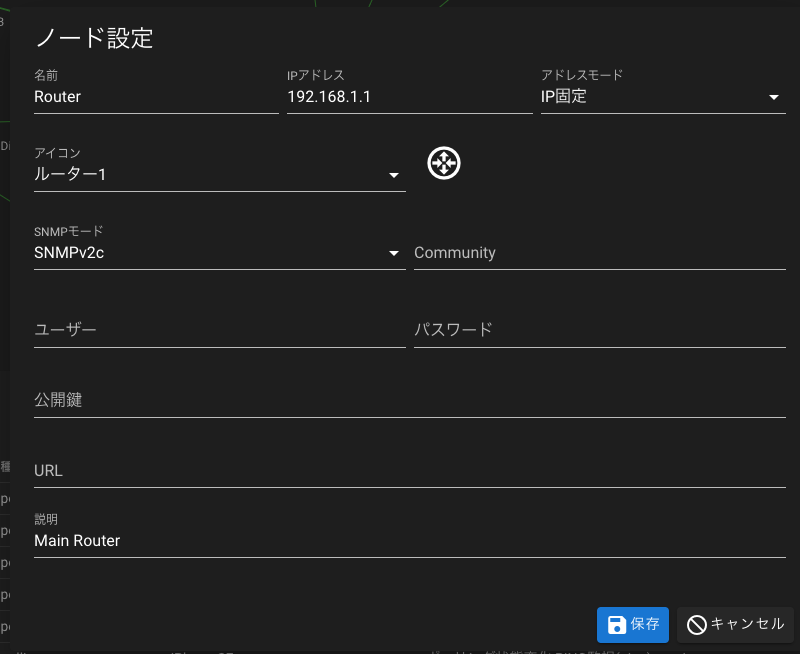 ノード設定
名前 IPアドレス アドレスモード
Router 192.168.1.1 IP固定
アイコン
ルーター1
SNMPモード
SNMPv2c Community
ユーザー パスワード
公開鍵
URL
説明
Main Router
保存 キャンセル